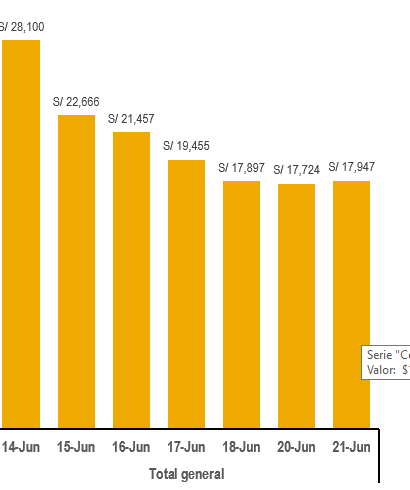 S/ 28,100
S/ 22,666
S/ 21,457
S/ 19,455
S/ 17,897
S/ 17,724
S/ 17,947
Serie
Valor:
14-Jun 15-Jun 16-Jun 17-Jun 18-Jun 20-Jun 21-Jun
Total general